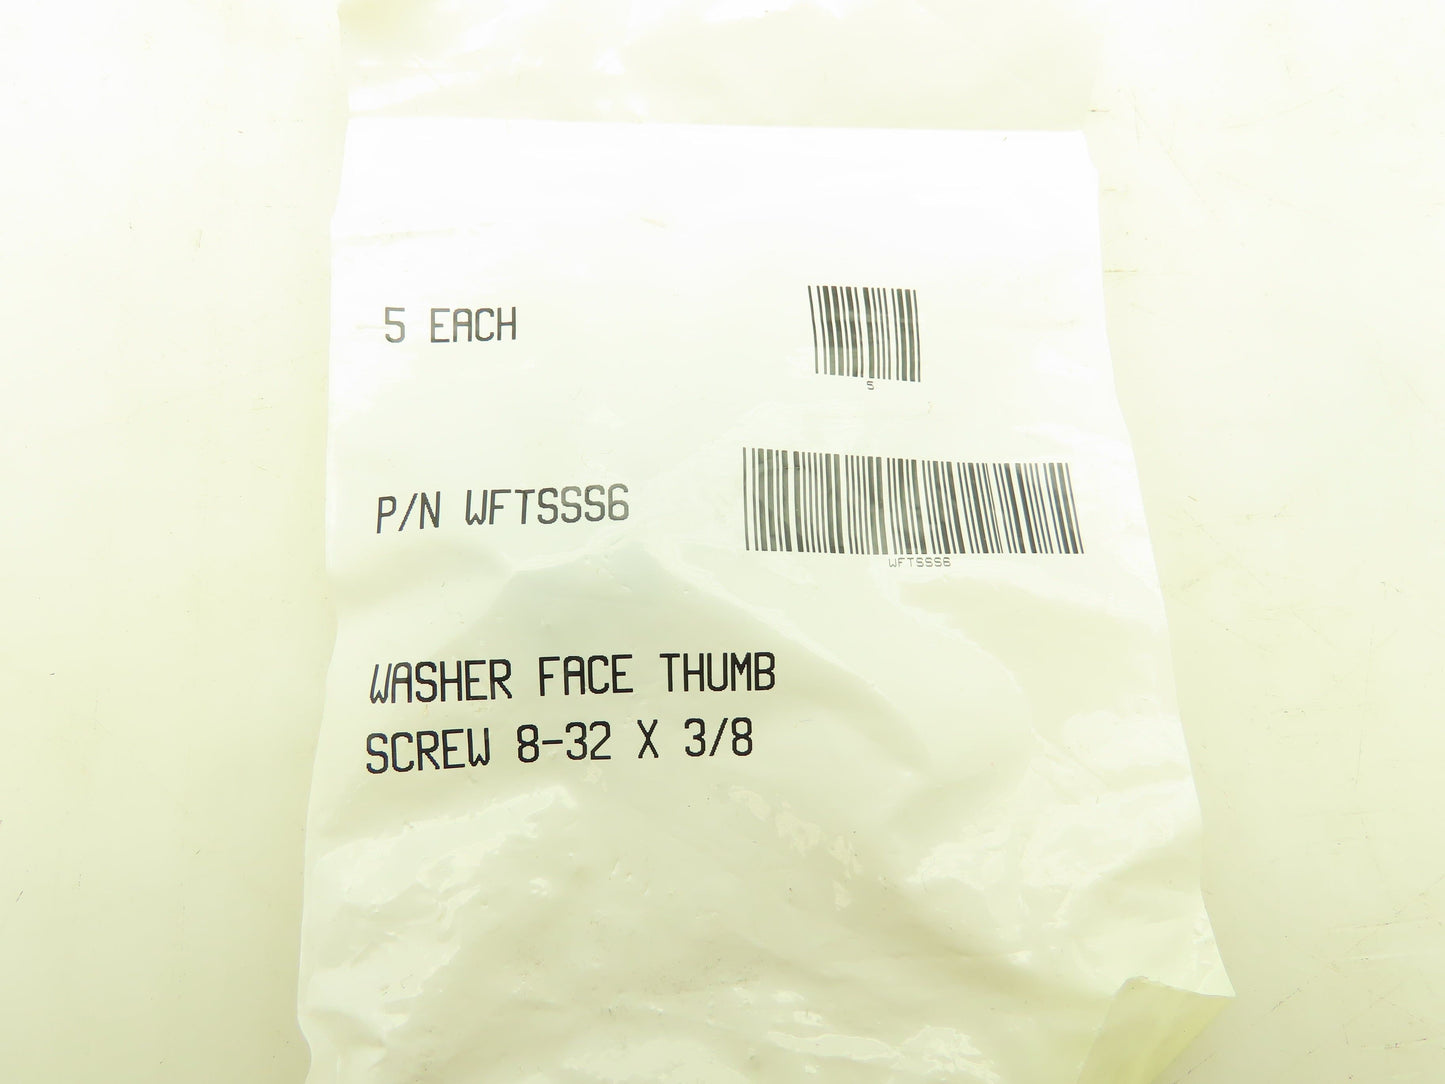 5 EACH
5
P/N WFTSSS6
WFTSSS6
WASHER FACE THUMB
SCREW 8-32 X 3/8